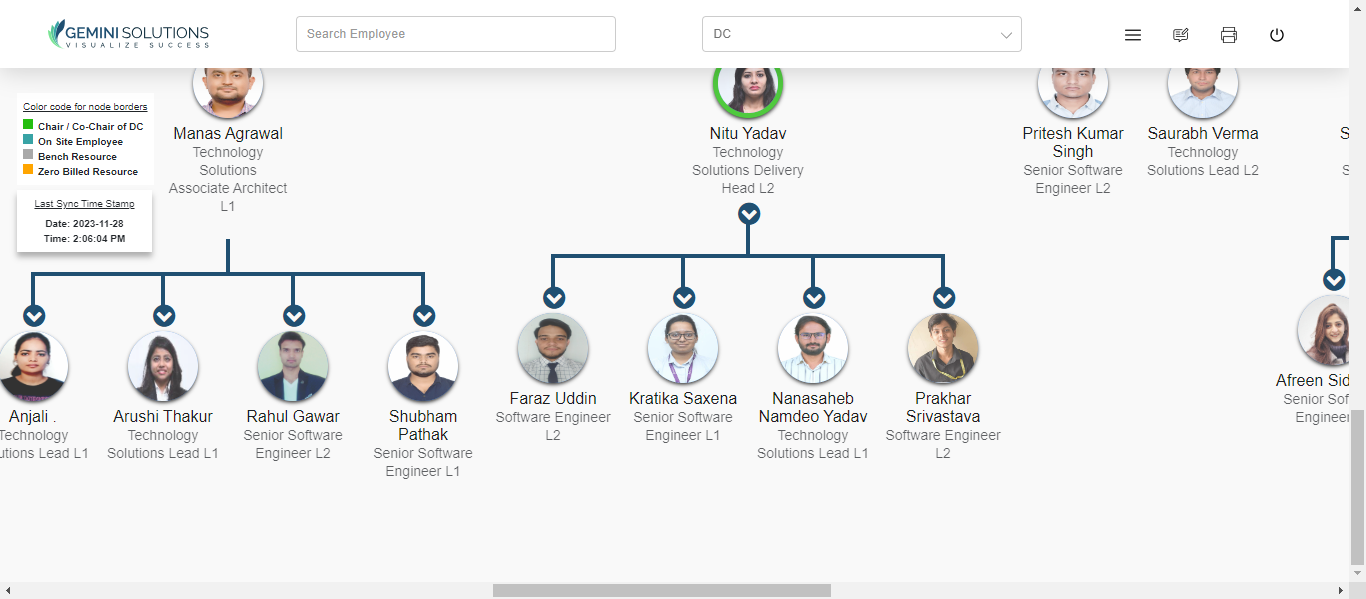 GEMINI SOLUTIONS
VISUALIZE SUCCESS
Search Employee
DC
Color code for node borders
Chair / Co-Chair of DC
On Site Employee
Bench Resource
Zero Billed Resource
Last Sync Time Stamp
Date: 2023-11-28
Time: 2:06:04 PM
Manas Agrawal
Technology
Solutions
Associate Architect
L1
Nitu Yadav
Technology
Solutions Delivery
Head L2
Pritesh Kumar
Singh
Senior Software
Engineer L2
Saurabh Verma
Technology
Solutions Lead L2
S
S
Anjali .
Technology
utions Lead L1
Arushi Thakur
Technology
Solutions Lead L1
Rahul Gawar
Senior Software
Engineer L2
Shubham
Pathak
Senior Software
Engineer L1
Faraz Uddin
Software Engineer
L2
Kratika Saxena
Senior Software
Engineer L1
Nanasaheb
Namdeo Yadav
Technology
Solutions Lead L1
Prakhar
Srivastava
Software Engineer
L2
Afreen Sid
Senior Sof
Engineer